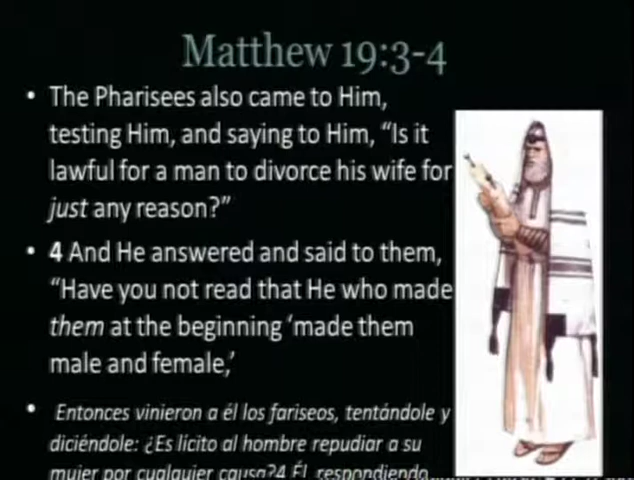 Matthew 19:3-4
• The Pharisees also came to Him,
testing Him, and saying to Him, “Is it
lawful for a man to divorce his wife for
just any reason?”
• 4 And He answered and said to them,
“Have you not read that He who made
them at the beginning ‘made them
male and female,’
• Entonces vinieron a él los fariseos, tentándole y
diciéndole: ¿Es lícito al hombre repudiar a su
mujer por cualquier causa?4 Él, respondiendo